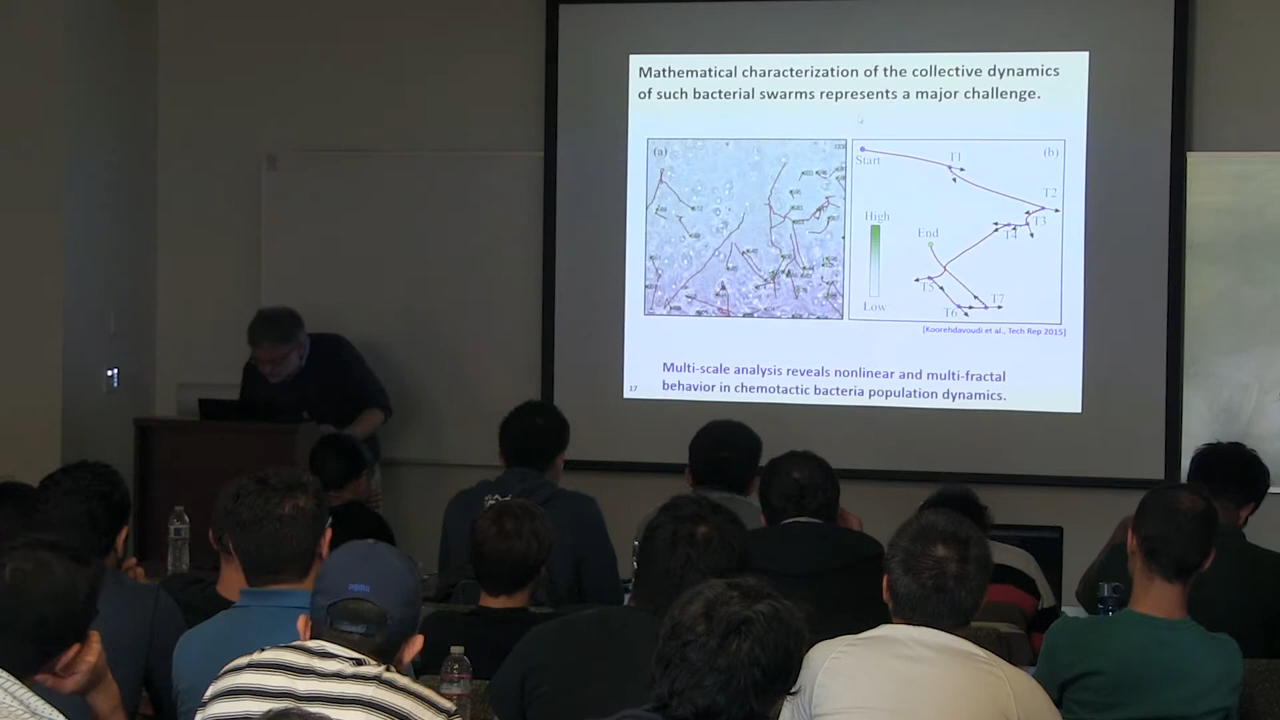 Mathematical characterization of the collective dynamics
of such bacterial swarms represents a major challenge.
(a)
(b)
Start
T1
T2
T3
T4
High
End
Low
T5
T6
T7
[Koorehdavoudi et al., Tech Rep 2015]
Multi-scale analysis reveals nonlinear and multi-fractal
behavior in chemotactic bacteria population dynamics.
17